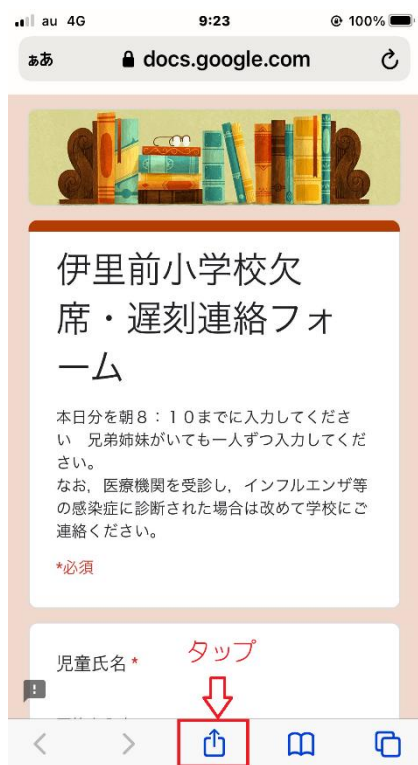 au 4G 9:23 100%
ああ docs.google.com
伊里前小学校欠
席・遅刻連絡フォ
ーム
本日分を朝８：１０までに入力してくださ
い　兄弟姉妹がいても一人ずつ入力してくだ
さい。
なお，医療機関を受診し，インフルエンザ等
の感染症に診断された場合は改めて学校にご
連絡ください。
*必須
児童氏名 *
タップ